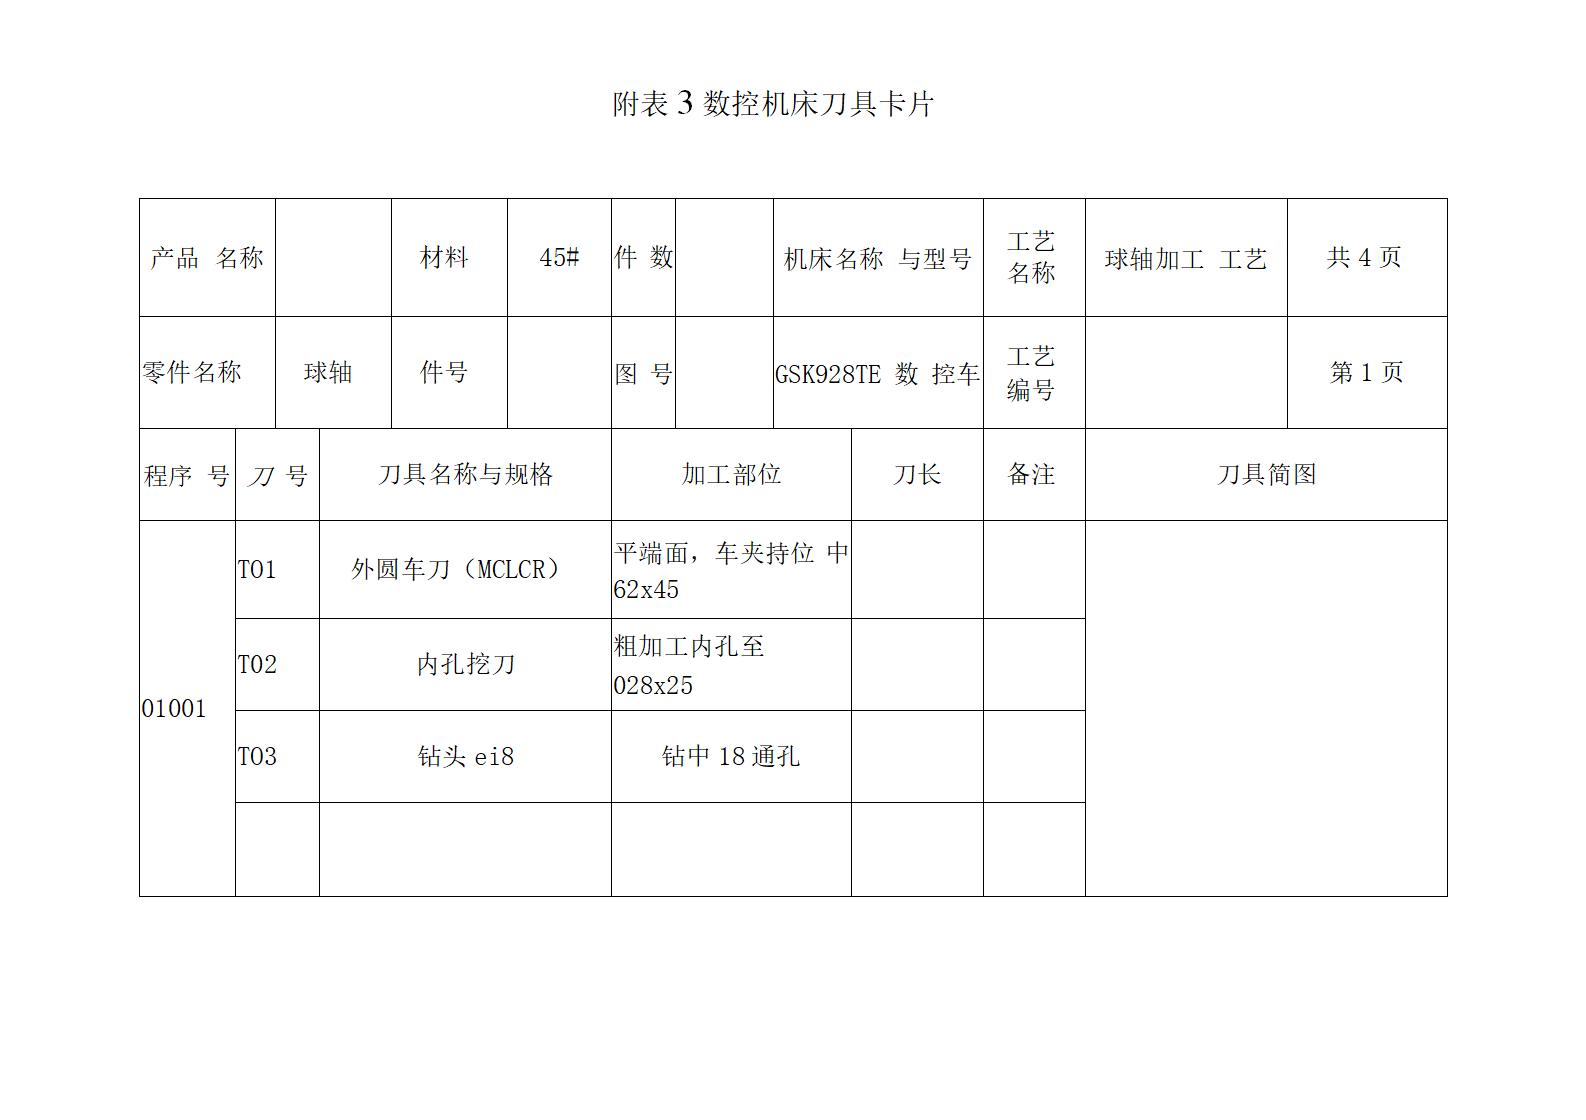 附表 3 数控机床刀具卡片
产品 名称
材料
45#
件 数
机床名称 与型号
工艺
名称
球轴加工 工艺
共 4 页
零件名称
球轴
件号
图 号
GSK928TE 数 控车
工艺
编号
第 1 页
程序 号
刀 号
刀具名称与规格
加工部位
刀长
备注
刀具简图
01001
T01
外圆车刀（MCLCR）
平端面，车夹持位 中
62x45
T02
内孔挖刀
粗加工内孔至
028x25
T03
钻头 ei8
钻中 18 通孔